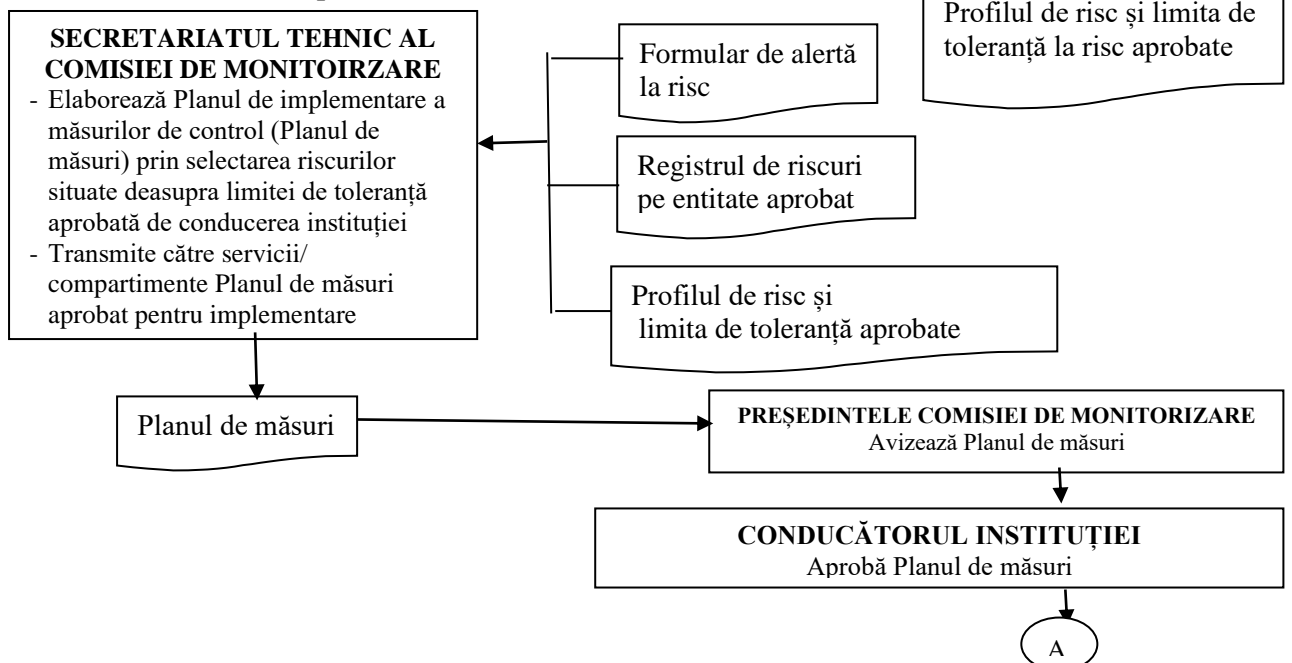 Profilul de risc și limita de
toleranță la risc aprobate
SECRETARIATUL TEHNIC AL
COMISIEI DE MONITOIRZARE
- Elaborează Planul de implementare a
măsurilor de control (Planul de
măsuri) prin selectarea riscurilor
situate deasupra limitei de toleranță
aprobată de conducerea instituției
- Transmite către servicii/
compartimente Planul de măsuri
aprobat pentru implementare
Formular de alertă
la risc
Registrul de riscuri
pe entitate aprobat
Profilul de risc și
limita de toleranță aprobate
Planul de măsuri
PREȘEDINTELE COMISIEI DE MONITORIZARE
Avizează Planul de măsuri
CONDUCĂTORUL INSTITUȚIEI
Aprobă Planul de măsuri
A